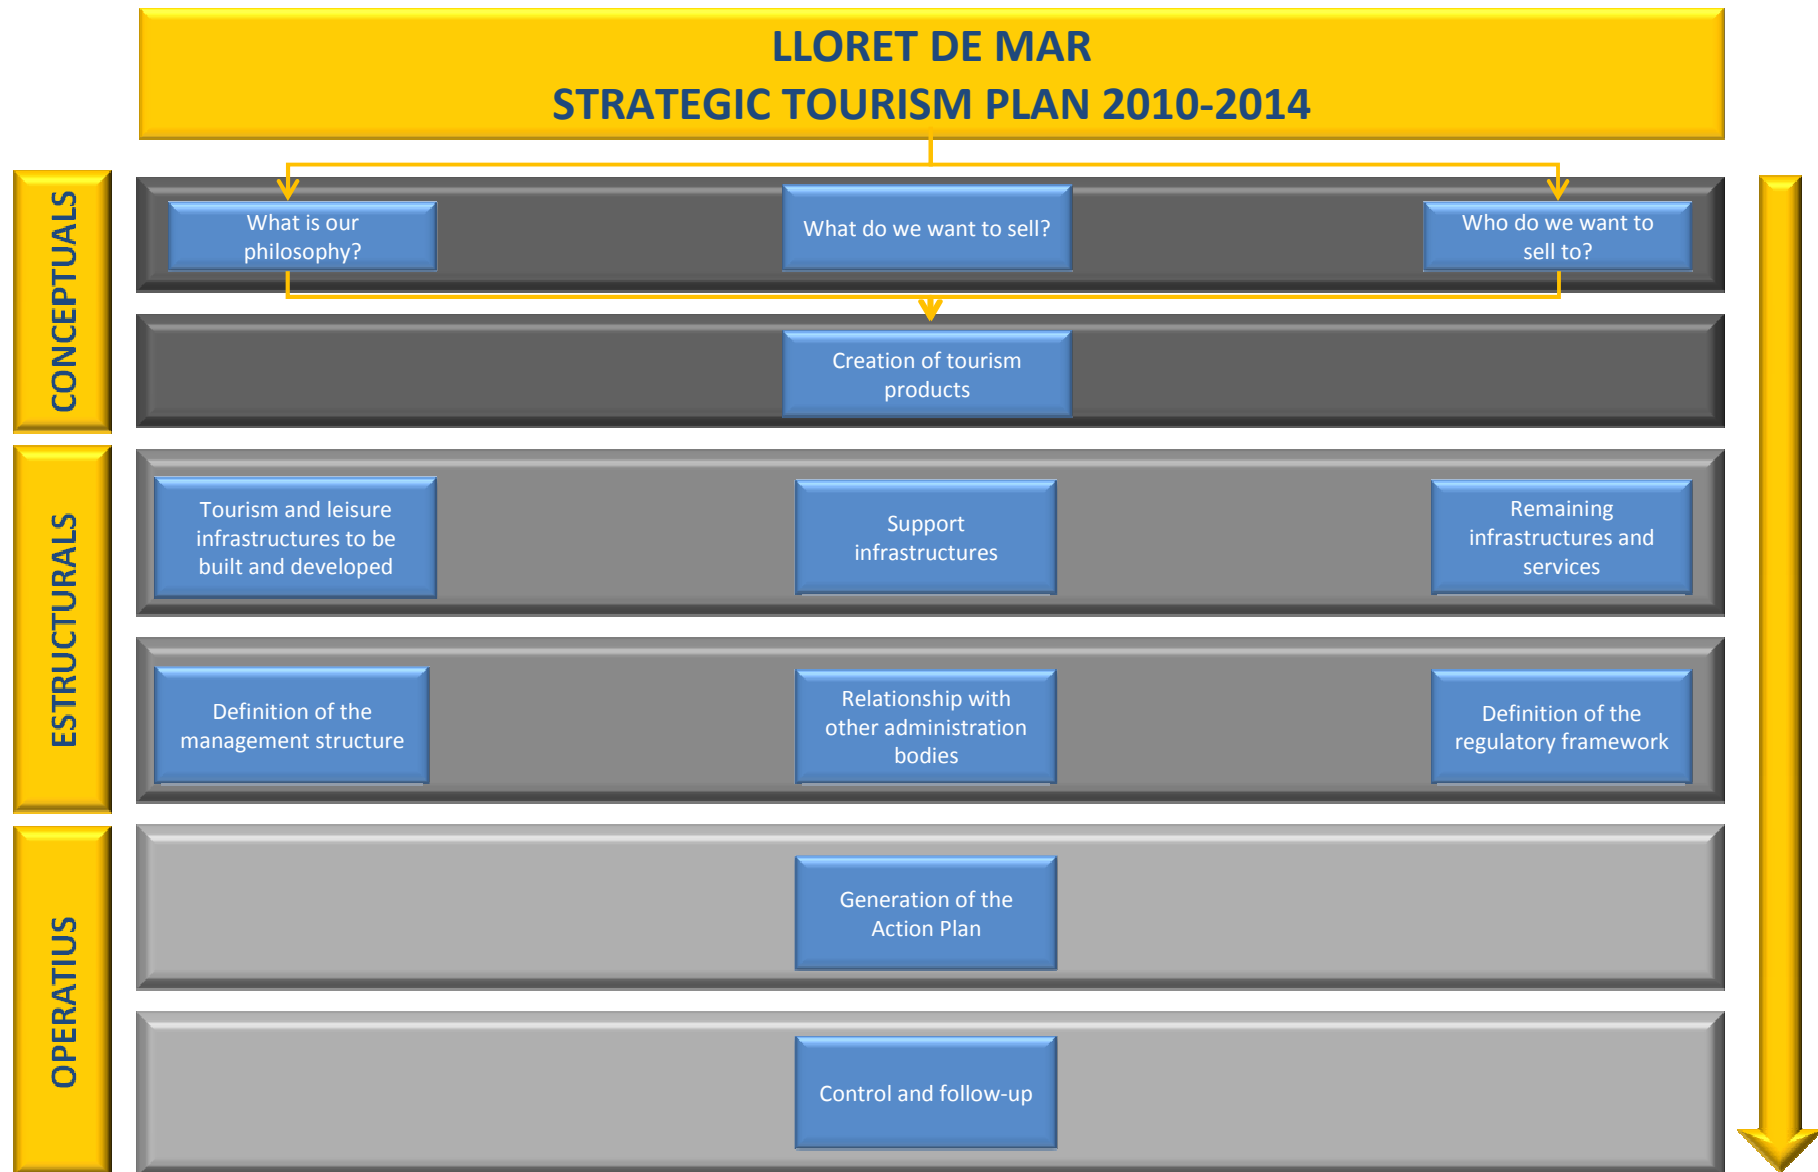 LLORET DE MAR
STRATEGIC TOURISM PLAN 2010-2014
CONCEPTUALS
What is our
philosophy?
What do we want to sell?
Who do we want to
sell to?
Creation of tourism
products
ESTRUCTURALS
Tourism and leisure
infrastructures to be
built and developed
Support
infrastructures
Remaining
infrastructures and
services
Definition of the
management structure
Relationship with
other administration
bodies
Definition of the
regulatory framework
OPERATIUS
Generation of the
Action Plan
Control and follow-up